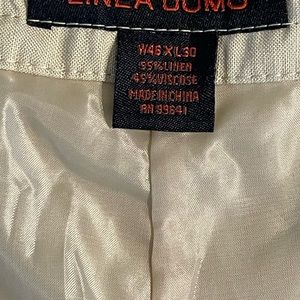 LINEA UOMO
W46 X L30
55% LINEN
45% VISCOSE
MADE IN CHINA
RN 99641